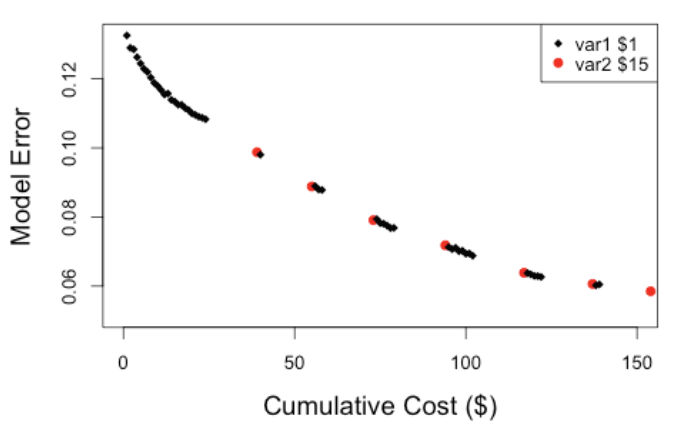 var1 $1
var2 $15
Model Error
0.12
0.10
0.08
0.06
0 50 100 150
Cumulative Cost ($)